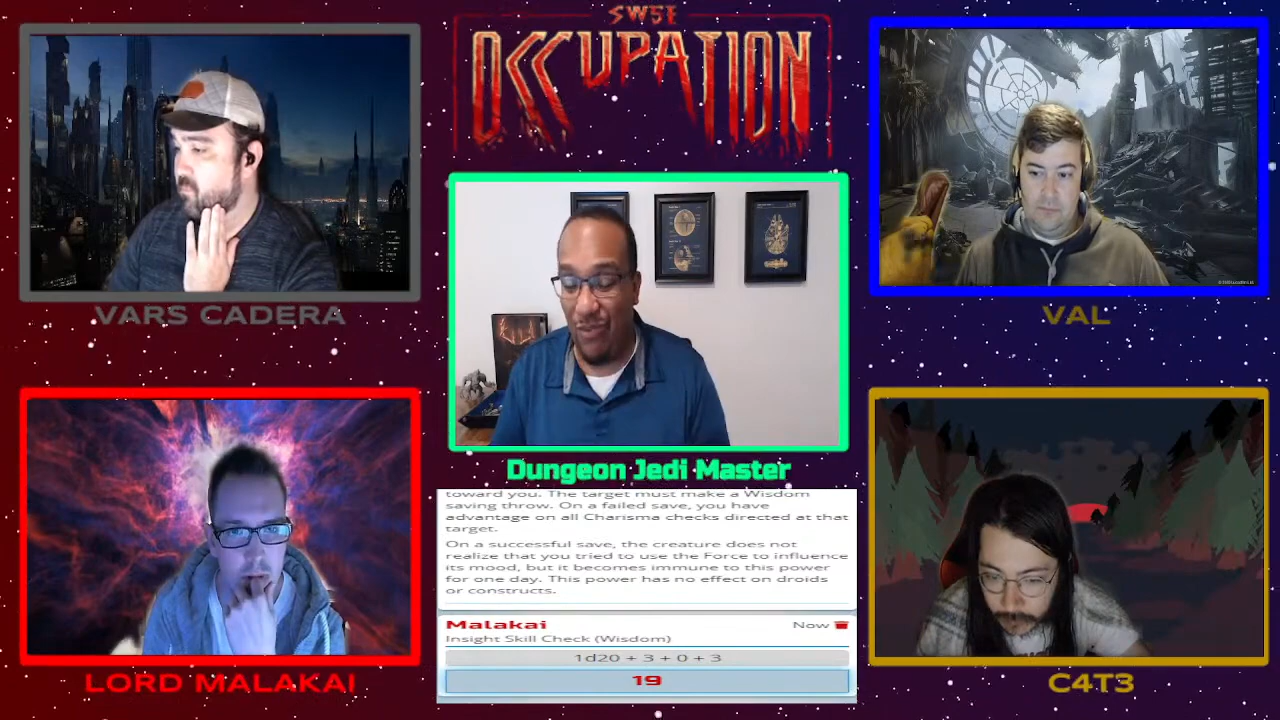 SW5E
OCCUPATION
VARS CADERA
VAL
Dungeon Jedi Master
toward you. The target must make a Wisdom
saving throw. On a failed save, you have
advantage on all Charisma checks directed at that
target.
On a successful save, the creature does not
realize that you tried to use the Force to influence
its mood, but it becomes immune to this power
for one day. This power has no effect on droids
or constructs.
Malakai Now
Insight Skill Check (Wisdom)
1d20 + 3 + 0 + 3
19
LORD MALAKAI
C4T3